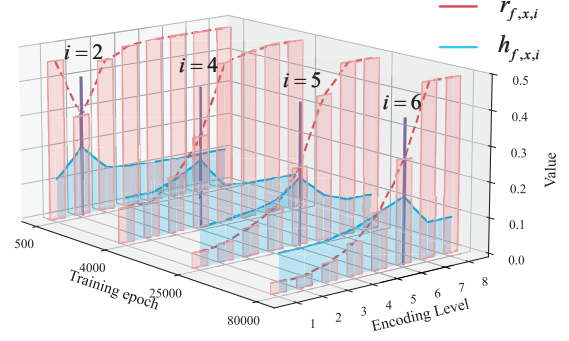 r_{f,x,i}
h_{f,x,i}
i=2
i=4
i=5
i=6
0.5
0.4
0.3
0.2
0.1
0.0
Value
500
4000
25000
80000
Training epoch
1
2
3
4
5
6
7
8
Encoding Level